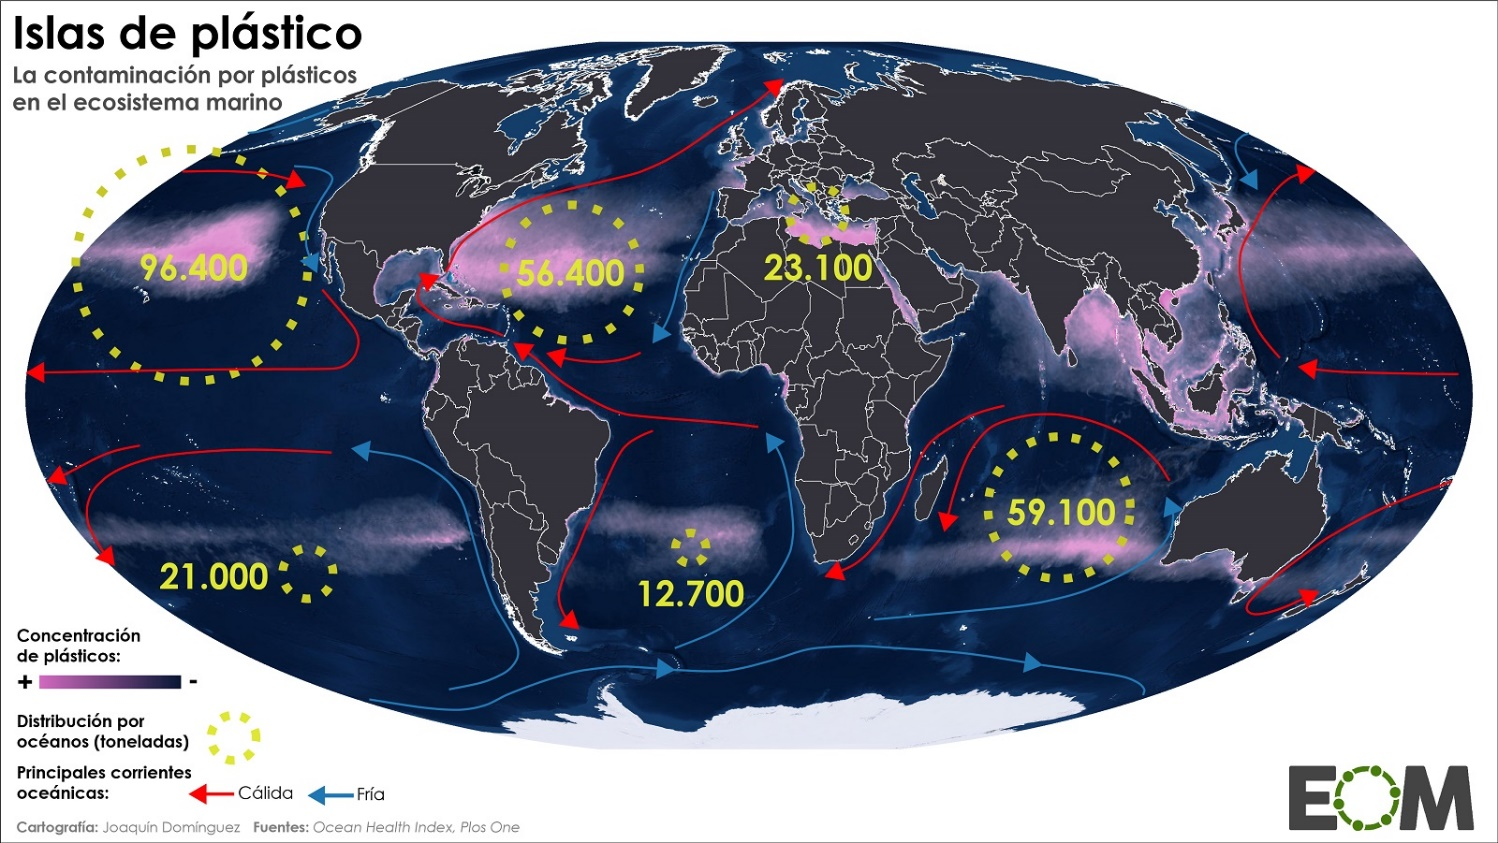 Islas de plástico
La contaminación por plásticos
en el ecosistema marino
96.400
56.400
23.100
59.100
21.000
12.700
Concentración
de plásticos:
+ -
Distribución por
océanos (toneladas)
Principales corrientes
oceánicas:
Cálida
Fría
Cartografía: Joaquín Domínguez Fuentes: Ocean Health Index, Plos One
EOM